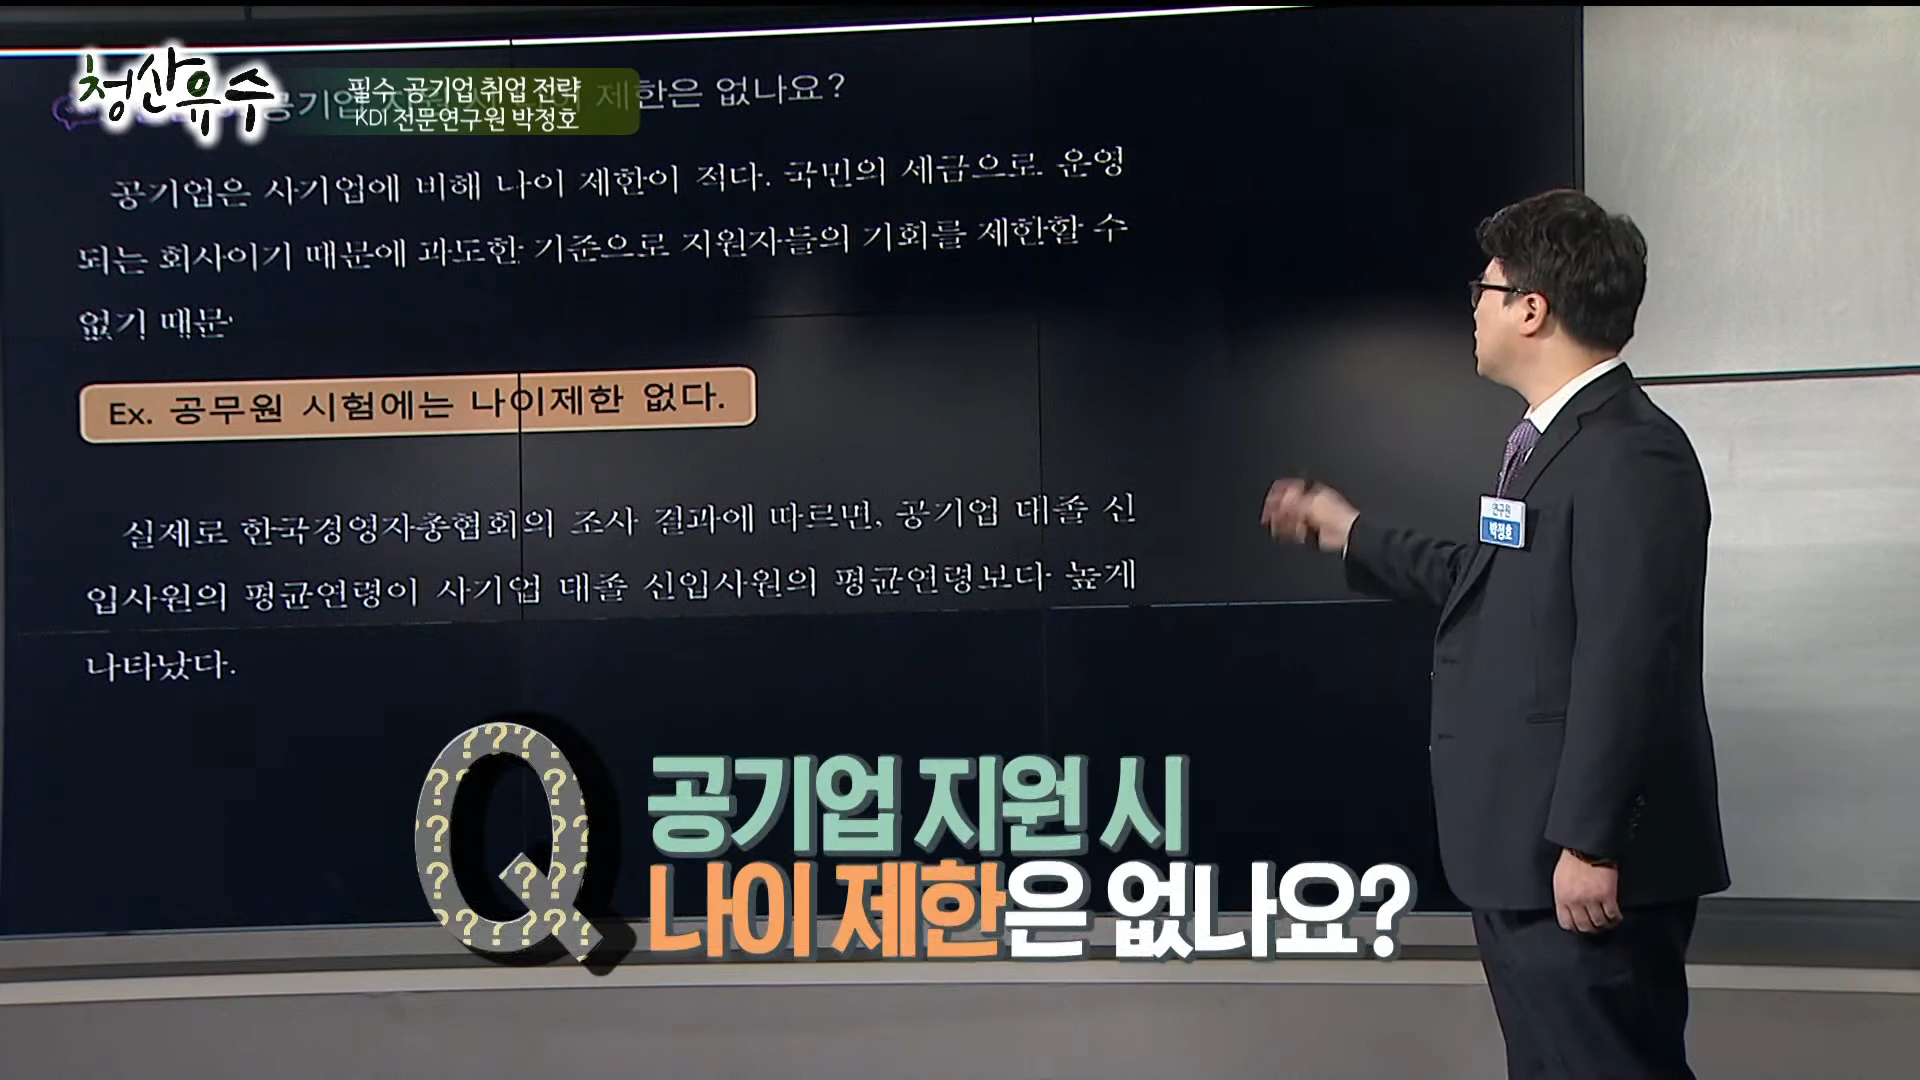 청산유수
필수 공기업 취업 전략
KDI 전문연구원 박정호
제한은 없나요?
공기업은 사기업에 비해 나이 제한이 적다. 국민의 세금으로 운영
되는 회사이기 때문에 과도한 기준으로 지원자들의 기회를 제한할 수
없기 때문
Ex. 공무원 시험에는 나이제한 없다.
실제로 한국경영자총협회의 조사 결과에 따르면, 공기업 대졸 신
입사원의 평균연령이 사기업 대졸 신입사원의 평균연령보다 높게
나타났다.
연구원
박정호
Q
공기업 지원 시
나이 제한은 없나요?